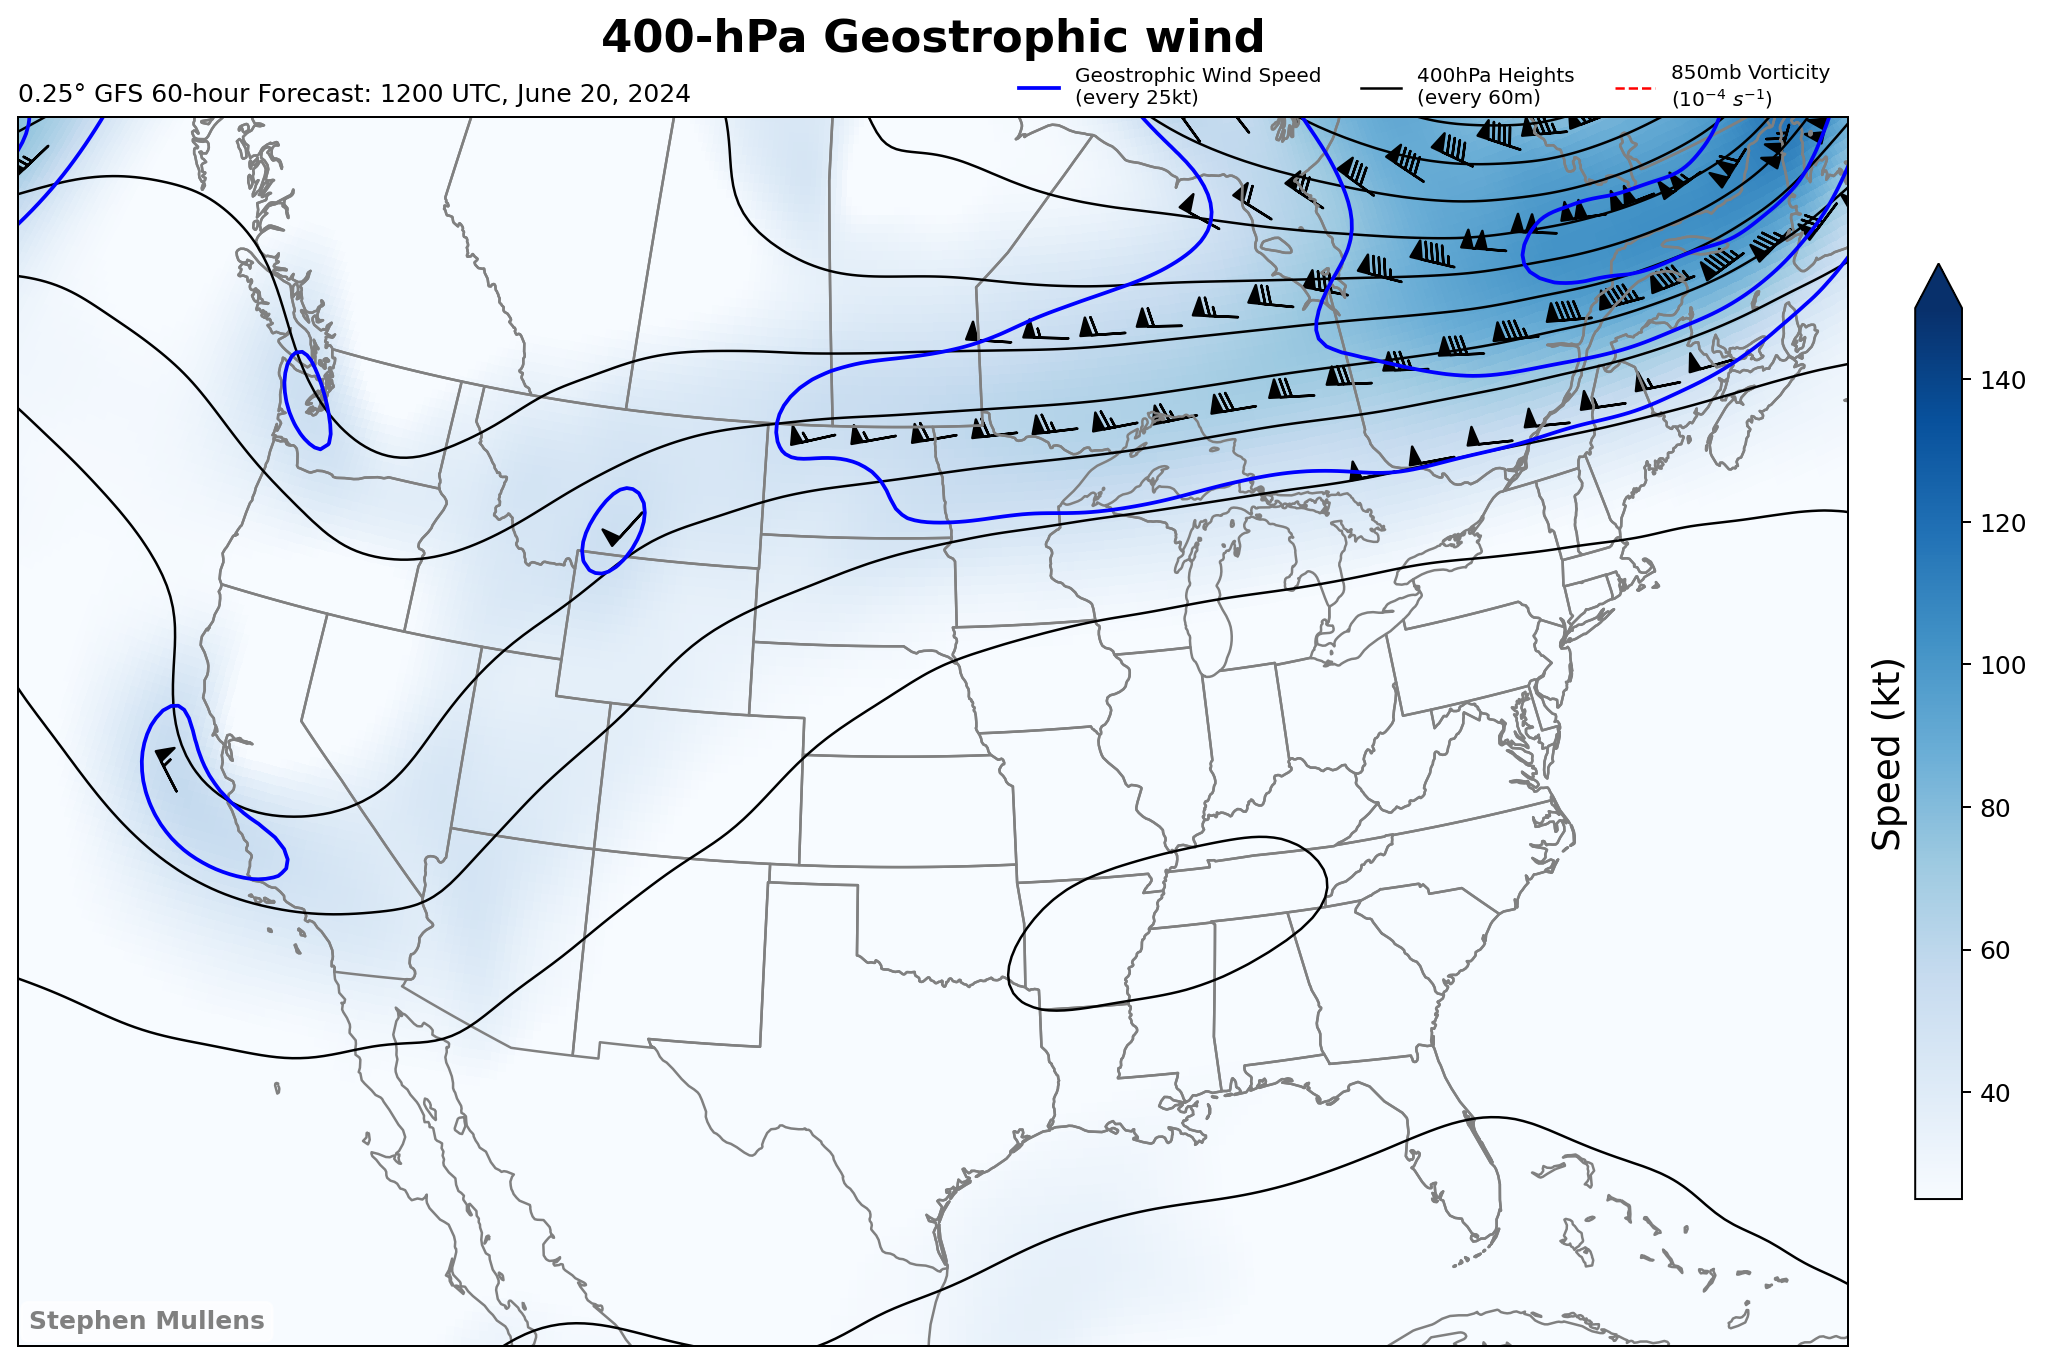 400-hPa Geostrophic wind
0.25° GFS 60-hour Forecast: 1200 UTC, June 20, 2024
Geostrophic Wind Speed
(every 25kt)
400hPa Heights
(every 60m)
850mb Vorticity
(10⁻⁴ s⁻¹)
140
120
100
80
60
40
Speed (kt)
Stephen Mullens